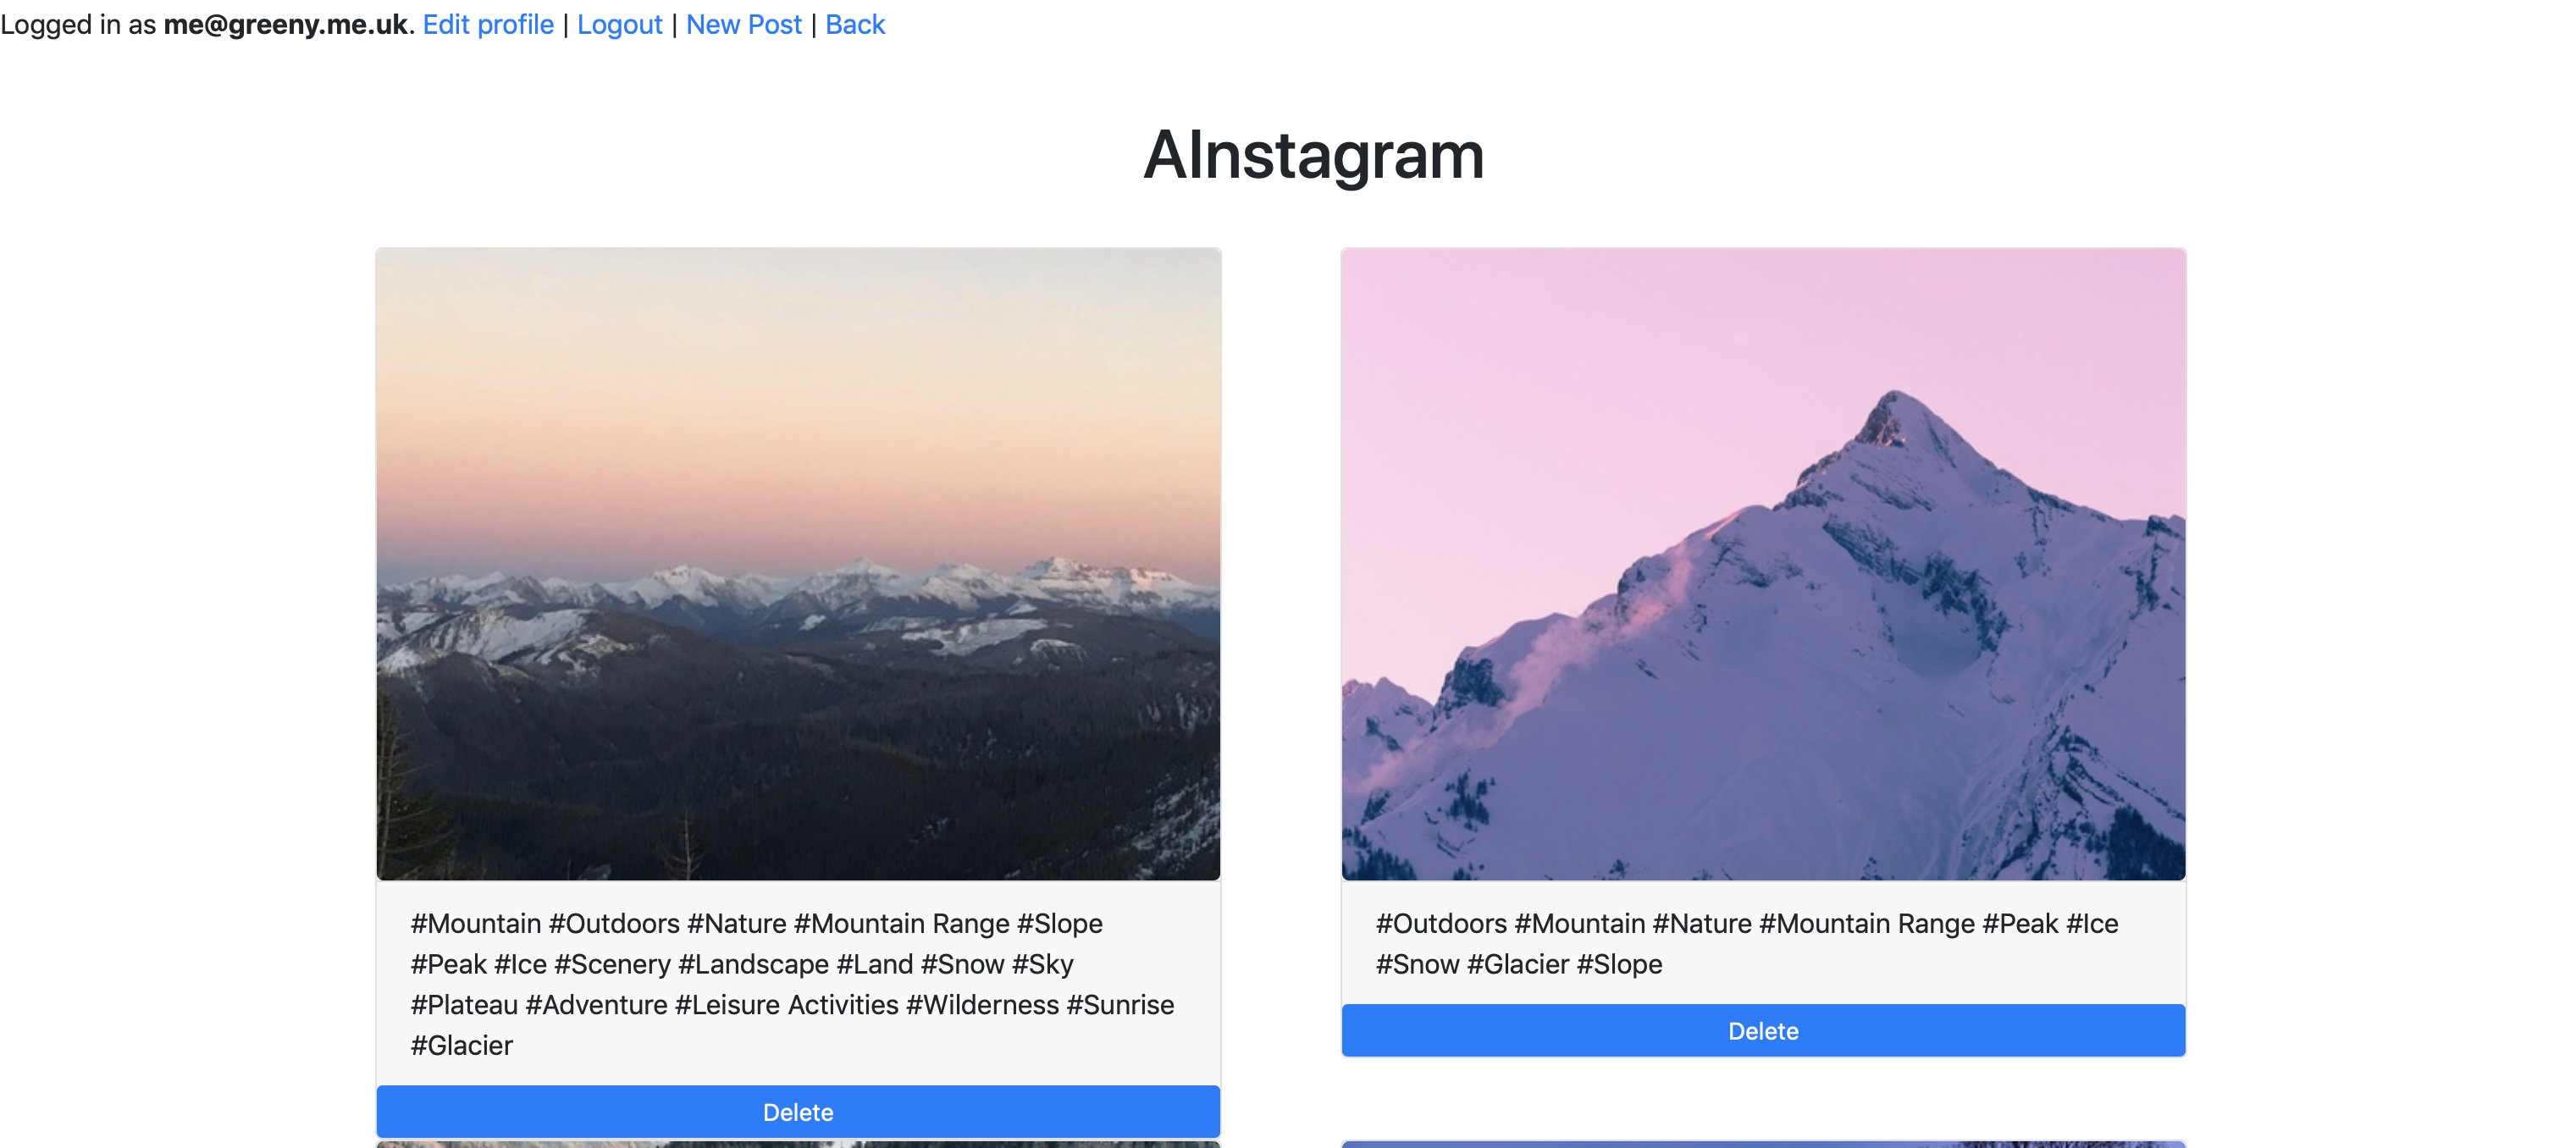 Logged in as me@greeny.me.uk. Edit profile | Logout | New Post | Back
AInstagram
#Mountain #Outdoors #Nature #Mountain Range #Slope
#Peak #Ice #Scenery #Landscape #Land #Snow #Sky
#Plateau #Adventure #Leisure Activities #Wilderness #Sunrise
#Glacier
Delete
#Outdoors #Mountain #Nature #Mountain Range #Peak #Ice
#Snow #Glacier #Slope
Delete